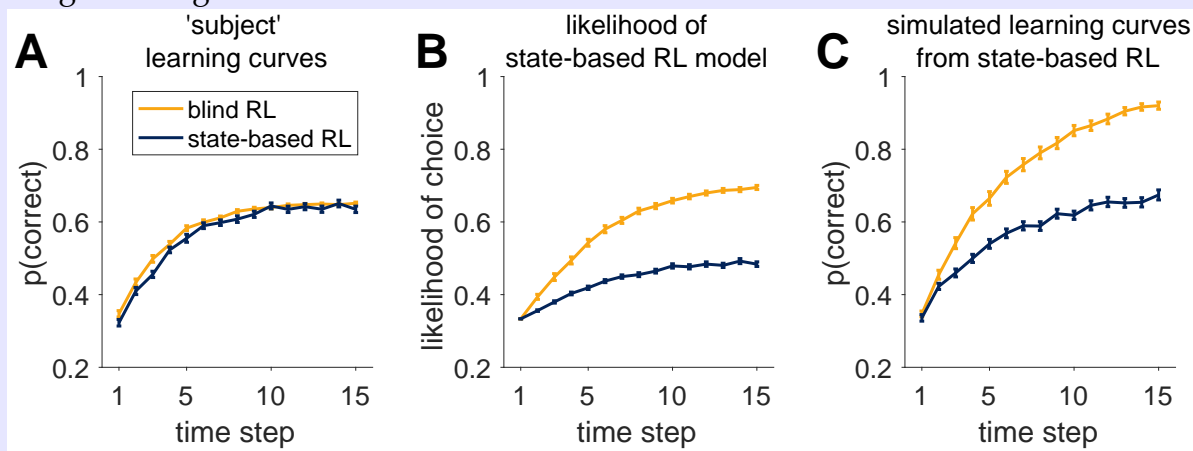 A
'subject'
learning curves
p(correct)
1
0.8
0.6
0.4
0.2
blind RL
state-based RL
1
5
10
15
time step
B
likelihood of
state-based RL model
likelihood of choice
1
0.8
0.6
0.4
0.2
1
5
10
15
time step
C
simulated learning curves
from state-based RL
p(correct)
1
0.8
0.6
0.4
0.2
1
5
10
15
time step